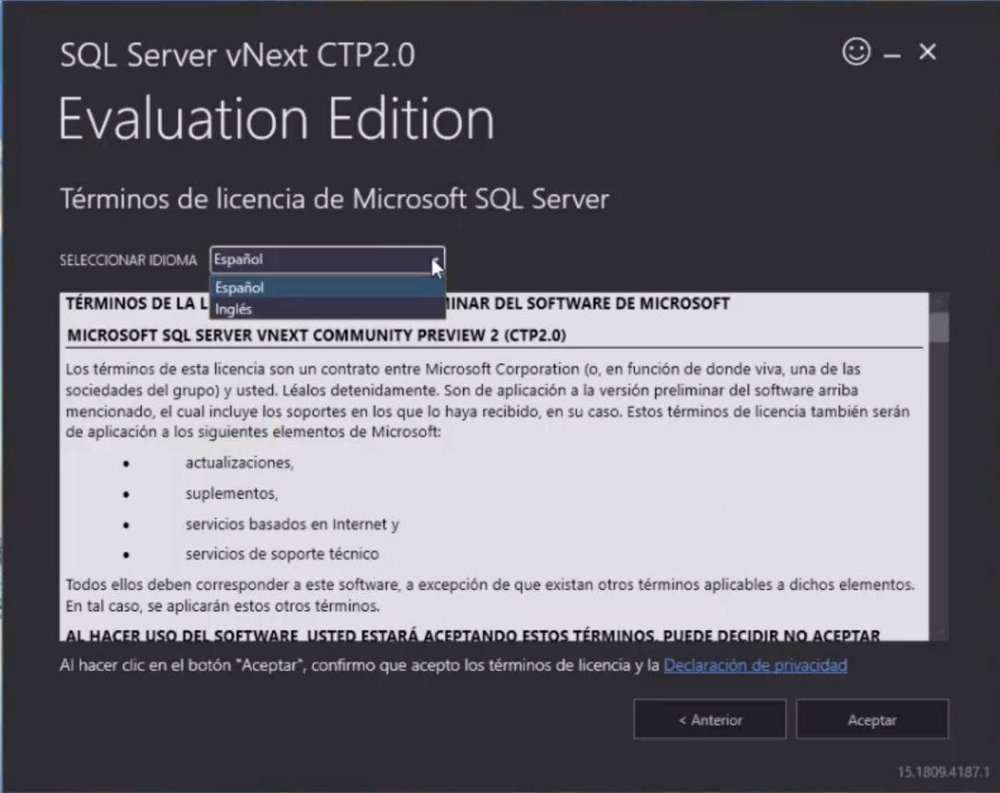 SQL Server vNext CTP2.0
Evaluation Edition
Términos de licencia de Microsoft SQL Server
SELECCIONAR IDIOMA Español
Español
Inglés
TÉRMINOS DE LA L INAR DEL SOFTWARE DE MICROSOFT
MICROSOFT SQL SERVER VNEXT COMMUNITY PREVIEW 2 (CTP2.0)
Los términos de esta licencia son un contrato entre Microsoft Corporation (o, en función de donde viva, una de las
sociedades del grupo) y usted. Léalos detenidamente. Son de aplicación a la versión preliminar del software arriba
mencionado, el cual incluye los soportes en los que lo haya recibido, en su caso. Estos términos de licencia también serán
de aplicación a los siguientes elementos de Microsoft:
• actualizaciones,
• suplementos,
• servicios basados en Internet y
• servicios de soporte técnico
Todos ellos deben corresponder a este software, a excepción de que existan otros términos aplicables a dichos elementos.
En tal caso, se aplicarán estos otros términos.
AL HACER USO DEL SOFTWARE, USTED ESTARÁ ACEPTANDO ESTOS TÉRMINOS. PUEDE DECIDIR NO ACEPTAR
Al hacer clic en el botón "Aceptar", confirmo que acepto los términos de licencia y la Declaración de privacidad
< Anterior Aceptar
15.1809.4187.1